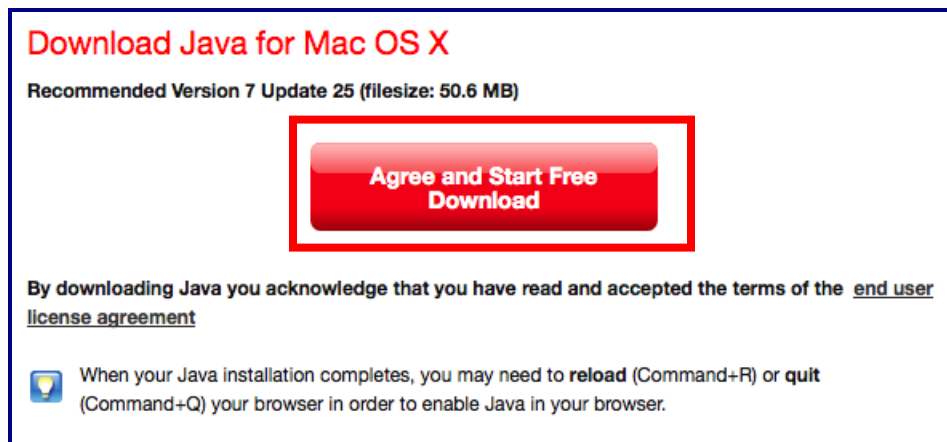 Download Java for Mac OS X
Recommended Version 7 Update 25 (filesize: 50.6 MB)
Agree and Start Free
Download
By downloading Java you acknowledge that you have read and accepted the terms of the end user
license agreement
When your Java installation completes, you may need to reload (Command+R) or quit
(Command+Q) your browser in order to enable Java in your browser.